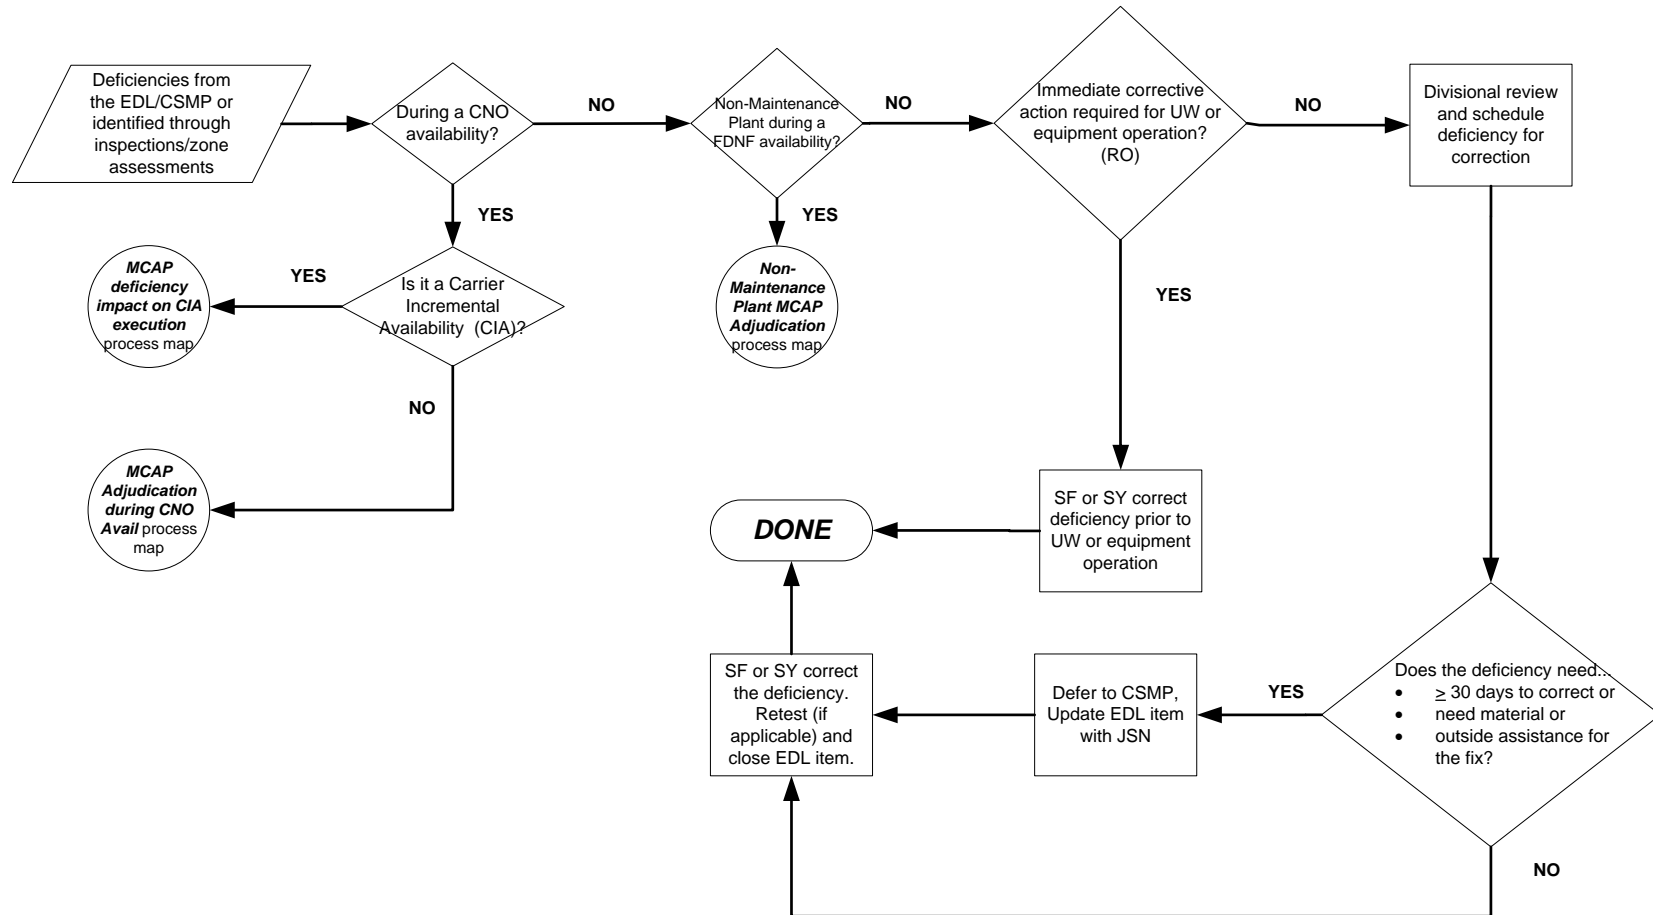 Deficiencies from
the EDL/CSMP or
identified through
inspections/zone
assessments
During a CNO
availability?
NO
Non-Maintenance
Plant during a
FDNF availability?
NO
Immediate corrective
action required for UW or
equipment operation?
(RO)
NO
Divisional review
and schedule
deficiency for
correction
YES
YES
YES
MCAP
deficiency
impact on CIA
execution
process map
YES
Is it a Carrier
Incremental
Availability (CIA)?
Non-
Maintenance
Plant MCAP
Adjudication
process map
NO
MCAP
Adjudication
during CNO
Avail process
map
DONE
SF or SY correct
deficiency prior to
UW or equipment
operation
SF or SY correct
the deficiency.
Retest (if
applicable) and
close EDL item.
Defer to CSMP,
Update EDL item
with JSN
YES
Does the deficiency need...
• ≥ 30 days to correct or
• need material or
• outside assistance for
the fix?
NO